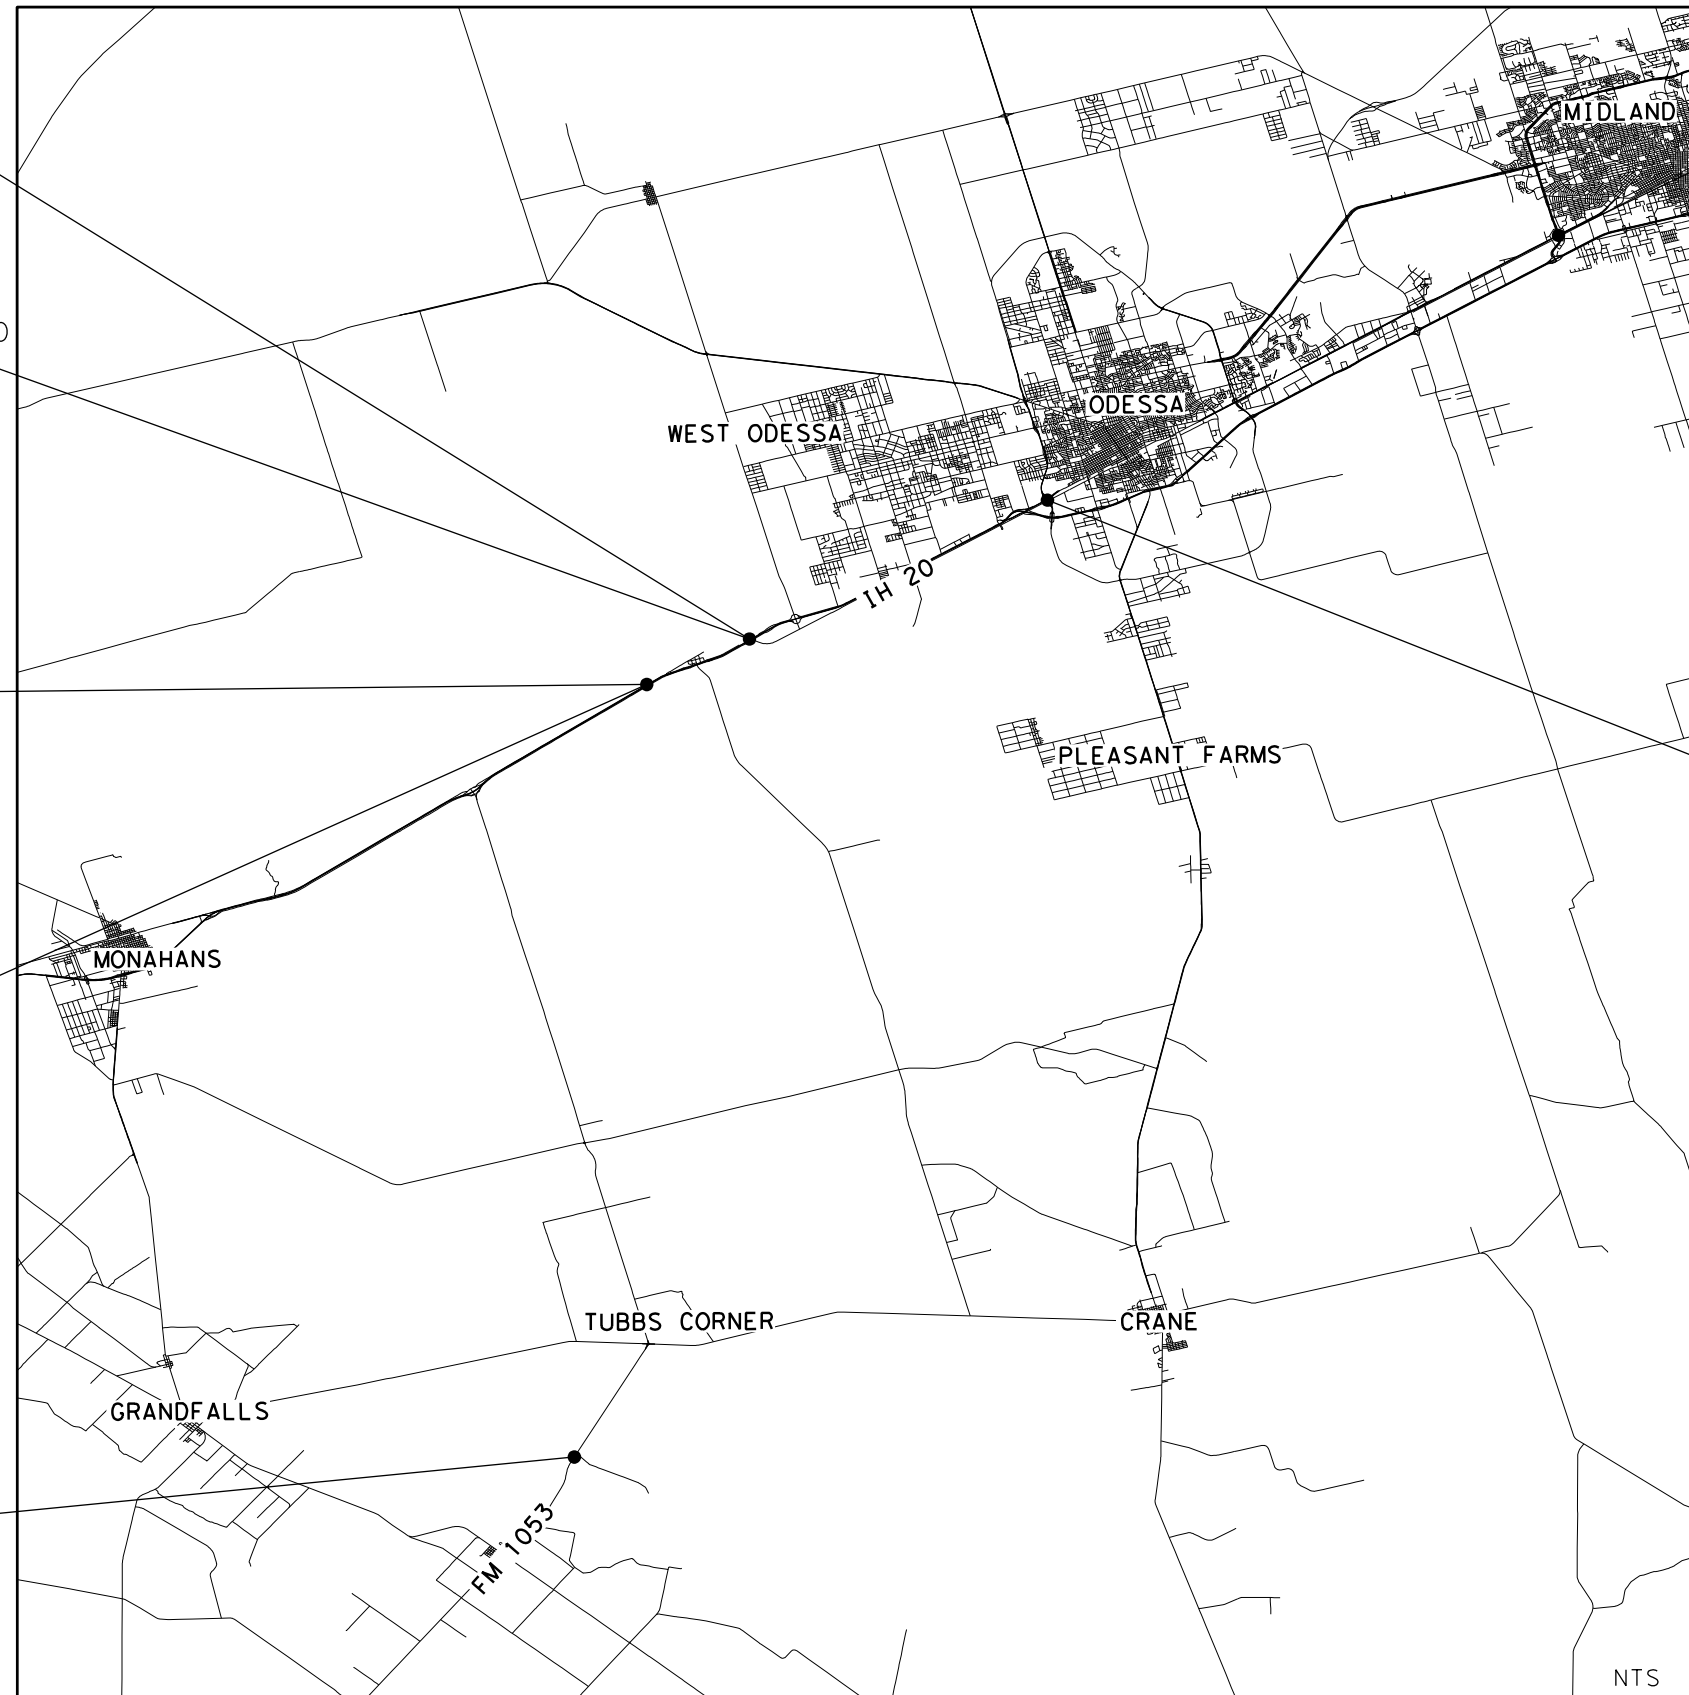 MIDLAND
ODESSA
WEST ODESSA
IH 20
PLEASANT FARMS
MONAHANS
TUBBS CORNER
CRANE
GRANDFALLS
FM 1053
NTS